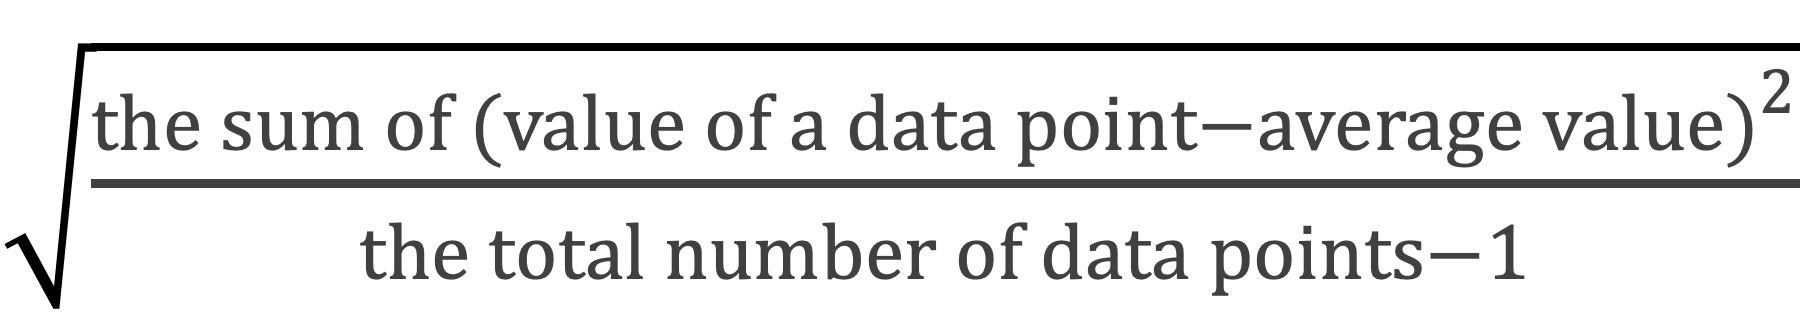 the sum of (value of a data point−average value)²
the total number of data points−1